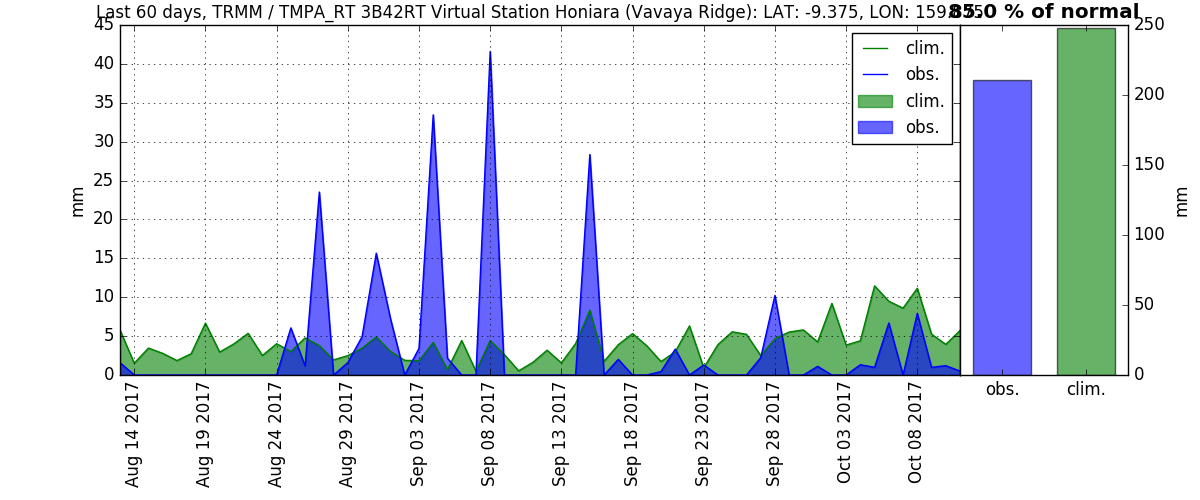 Last 60 days, TRMM / TMPA_RT 3B42RT Virtual Station Honiara (Vavaya Ridge): LAT: -9.375, LON:
85.0 % of normal
45
40
35
30
25
20
15
10
5
0
mm
clim.
obs.
clim.
obs.
250
200
150
100
50
0
mm
obs.
clim.
Aug 14 2017
Aug 19 2017
Aug 24 2017
Aug 29 2017
Sep 03 2017
Sep 08 2017
Sep 13 2017
Sep 18 2017
Sep 23 2017
Sep 28 2017
Oct 03 2017
Oct 08 2017